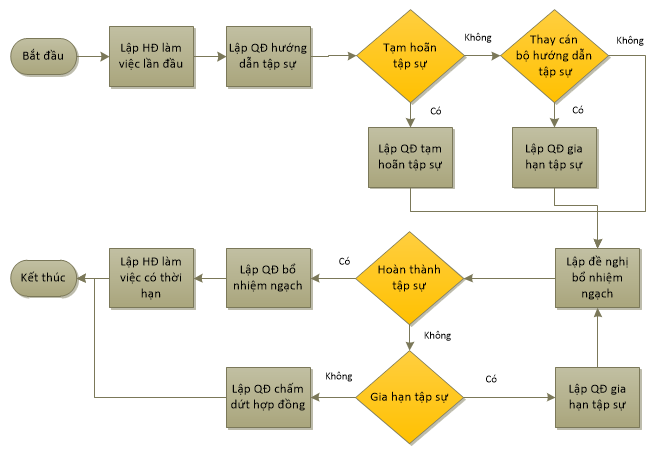 Bắt đầu
Lập HĐ làm
việc lần đầu
Lập QĐ hướng
dẫn tập sự
Tạm hoãn
tập sự
Không
Thay cán
bộ hướng dẫn
tập sự
Không
Có
Có
Lập QĐ tạm
hoãn tập sự
Lập QĐ gia
hạn tập sự
Kết thúc
Lập HĐ làm
việc có thời
hạn
Lập QĐ bổ
nhiệm ngạch
Có
Hoàn thành
tập sự
Lập đề nghị
bổ nhiệm
ngạch
Không
Lập QĐ chấm
dứt hợp đồng
Không
Gia hạn tập sự
Có
Lập QĐ gia
hạn tập sự